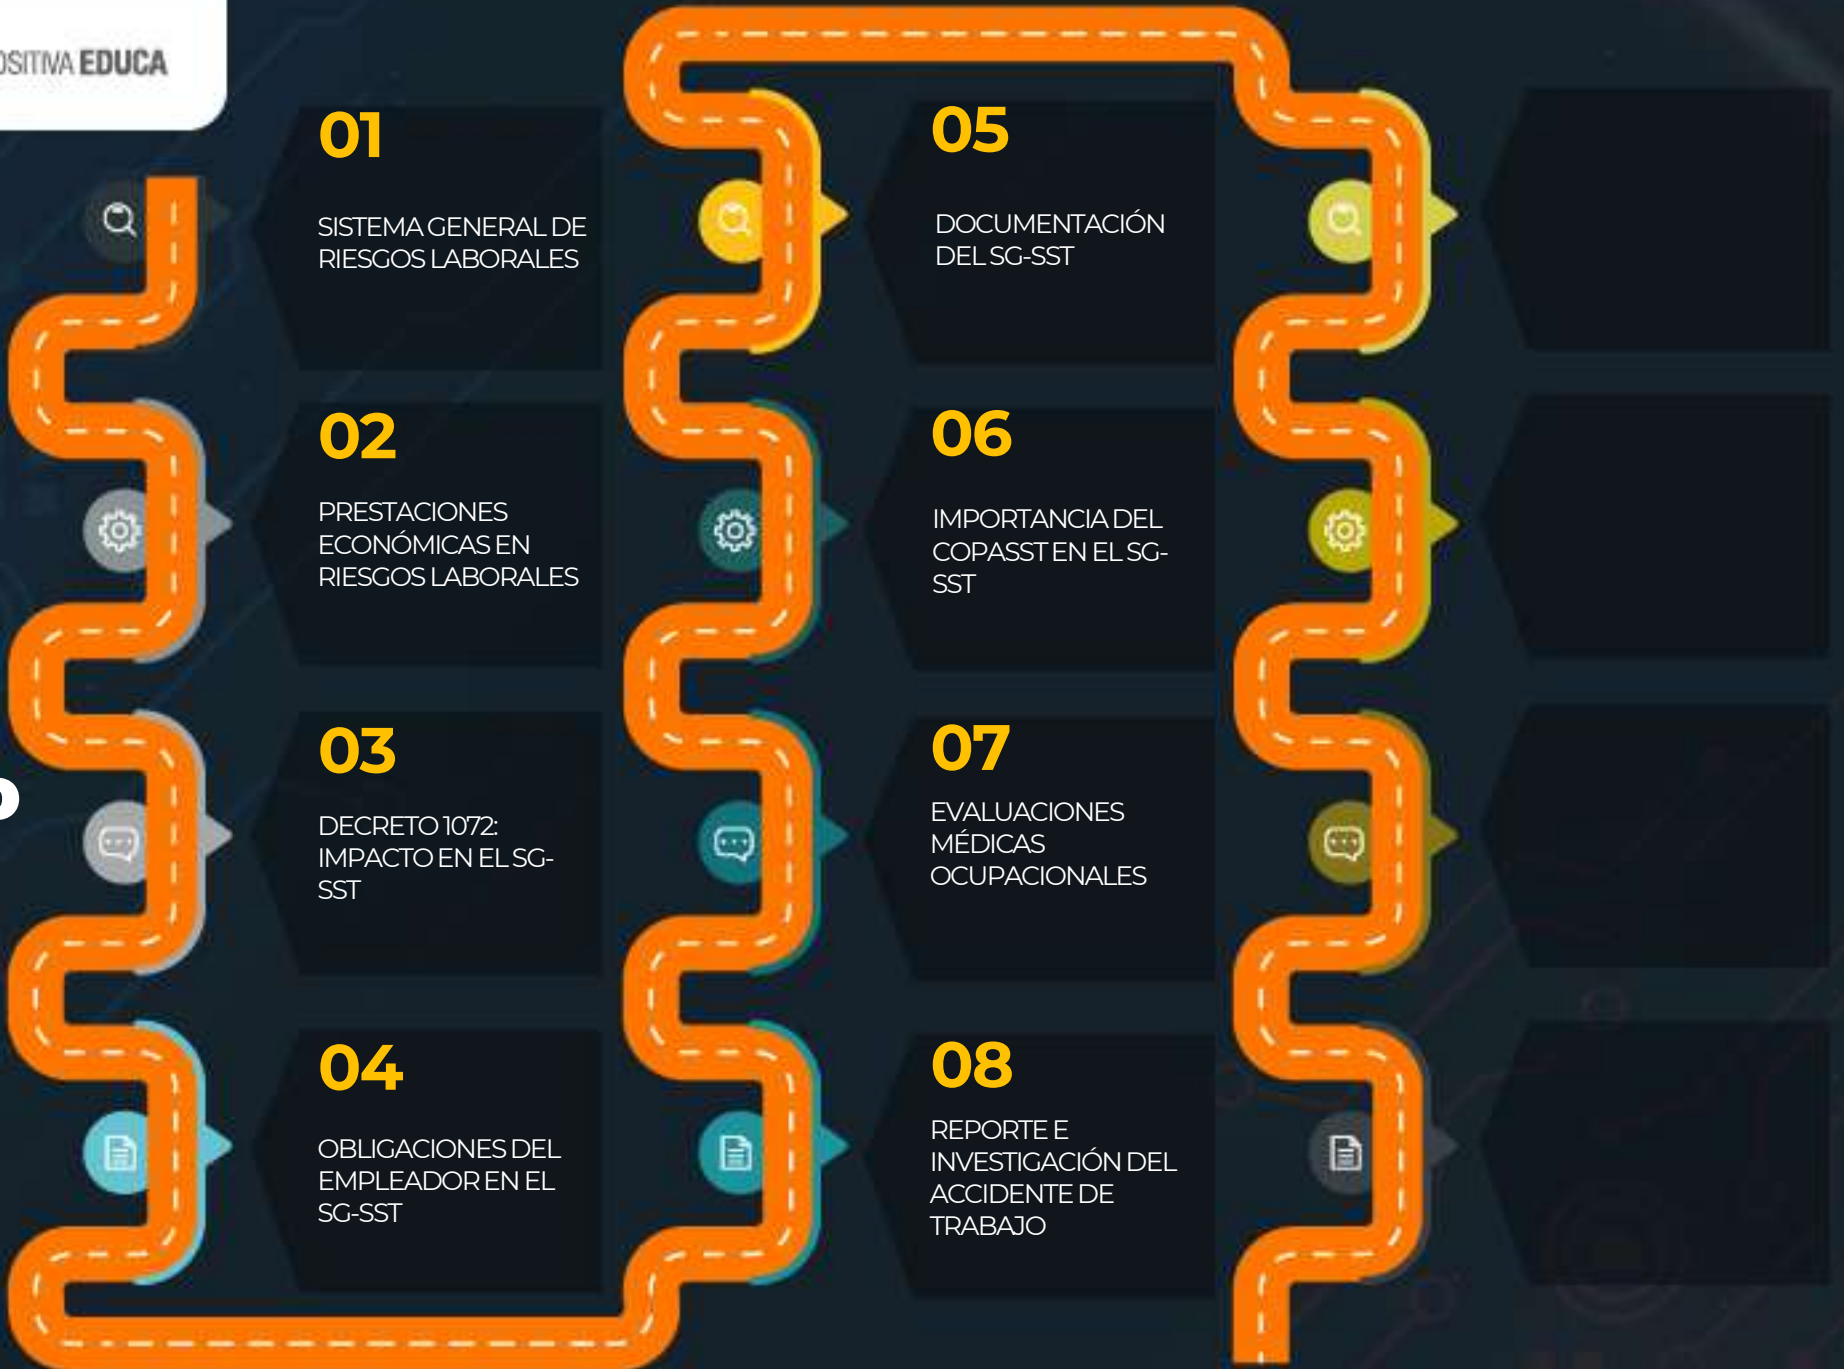 EDUCA
01
SISTEMA GENERAL DE
RIESGOS LABORALES
02
PRESTACIONES
ECONÓMICAS EN
RIESGOS LABORALES
03
DECRETO 1072:
IMPACTO EN EL SG-
SST
04
OBLIGACIONES DEL
EMPLEADOR EN EL
SG-SST
05
DOCUMENTACIÓN
DEL SG-SST
06
IMPORTANCIA DEL
COPASST EN EL SG-
SST
07
EVALUACIONES
MÉDICAS
OCUPACIONALES
08
REPORTE E
INVESTIGACIÓN DEL
ACCIDENTE DE
TRABAJO